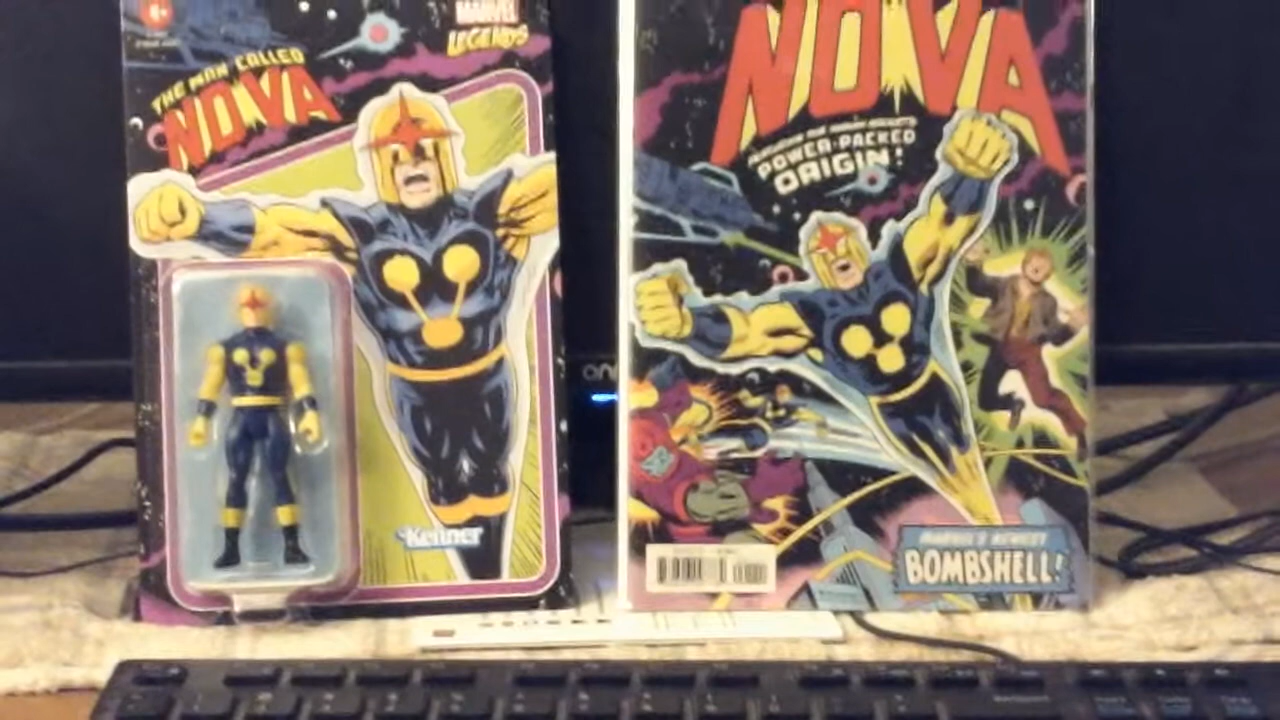 MARVEL
LEGENDS
THE MAN CALLED
NOVA
Kenner
NOVA
POWER-PACKED
ORIGIN!
MARVEL'S NEWEST
BOMBSHELL!